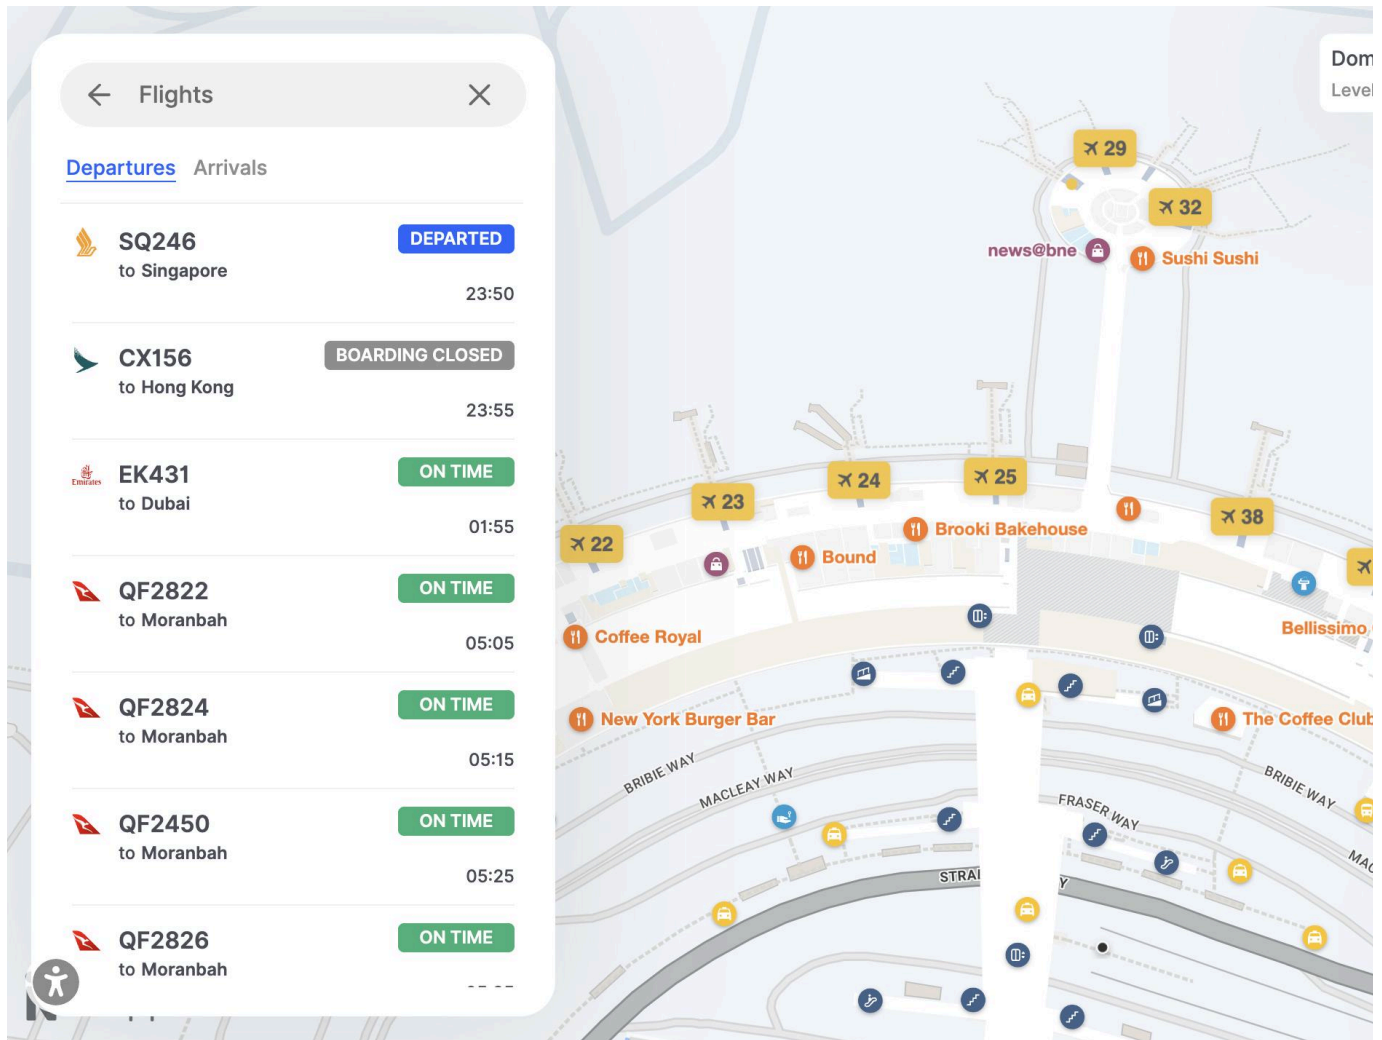 Flights
Departures Arrivals
SQ246 DEPARTED
to Singapore
23:50
CX156 BOARDING CLOSED
to Hong Kong
23:55
Emirates
EK431 ON TIME
to Dubai
01:55
QF2822 ON TIME
to Moranbah
05:05
QF2824 ON TIME
to Moranbah
05:15
QF2450 ON TIME
to Moranbah
05:25
QF2826 ON TIME
to Moranbah
Dom
Level
29
32
news@bne
Sushi Sushi
22
23
24
25
38
Brooki Bakehouse
Bound
Coffee Royal
Bellissimo
New York Burger Bar
The Coffee Club
BRIBIE WAY
MACLEAY WAY
FRASER WAY
BRIBIE WAY
MAC
STRA
Y